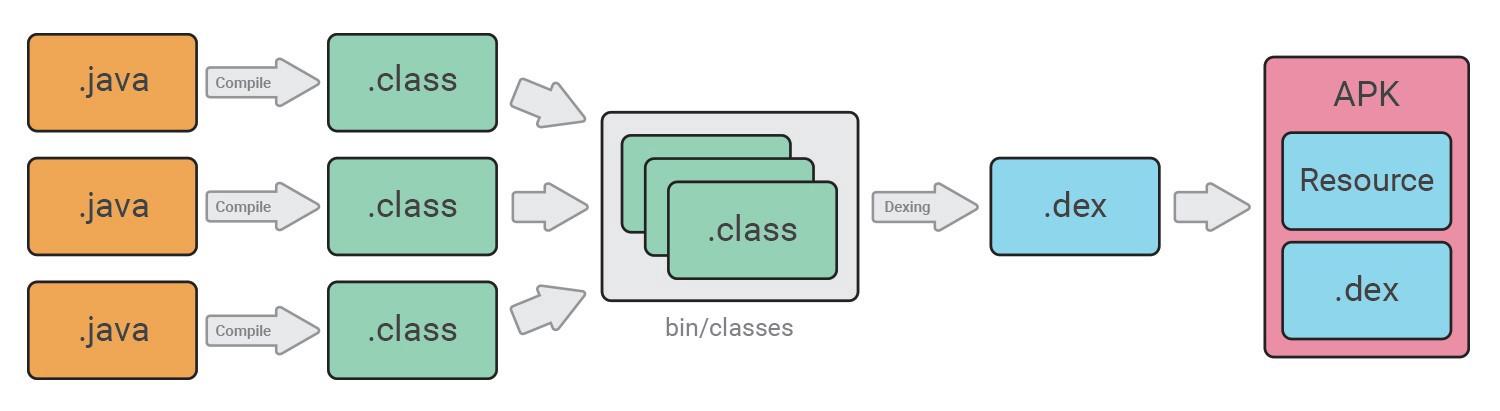 .java
Compile
.class
.java
Compile
.class
.java
Compile
.class
.class
bin/classes
Dexing
.dex
APK
Resource
.dex